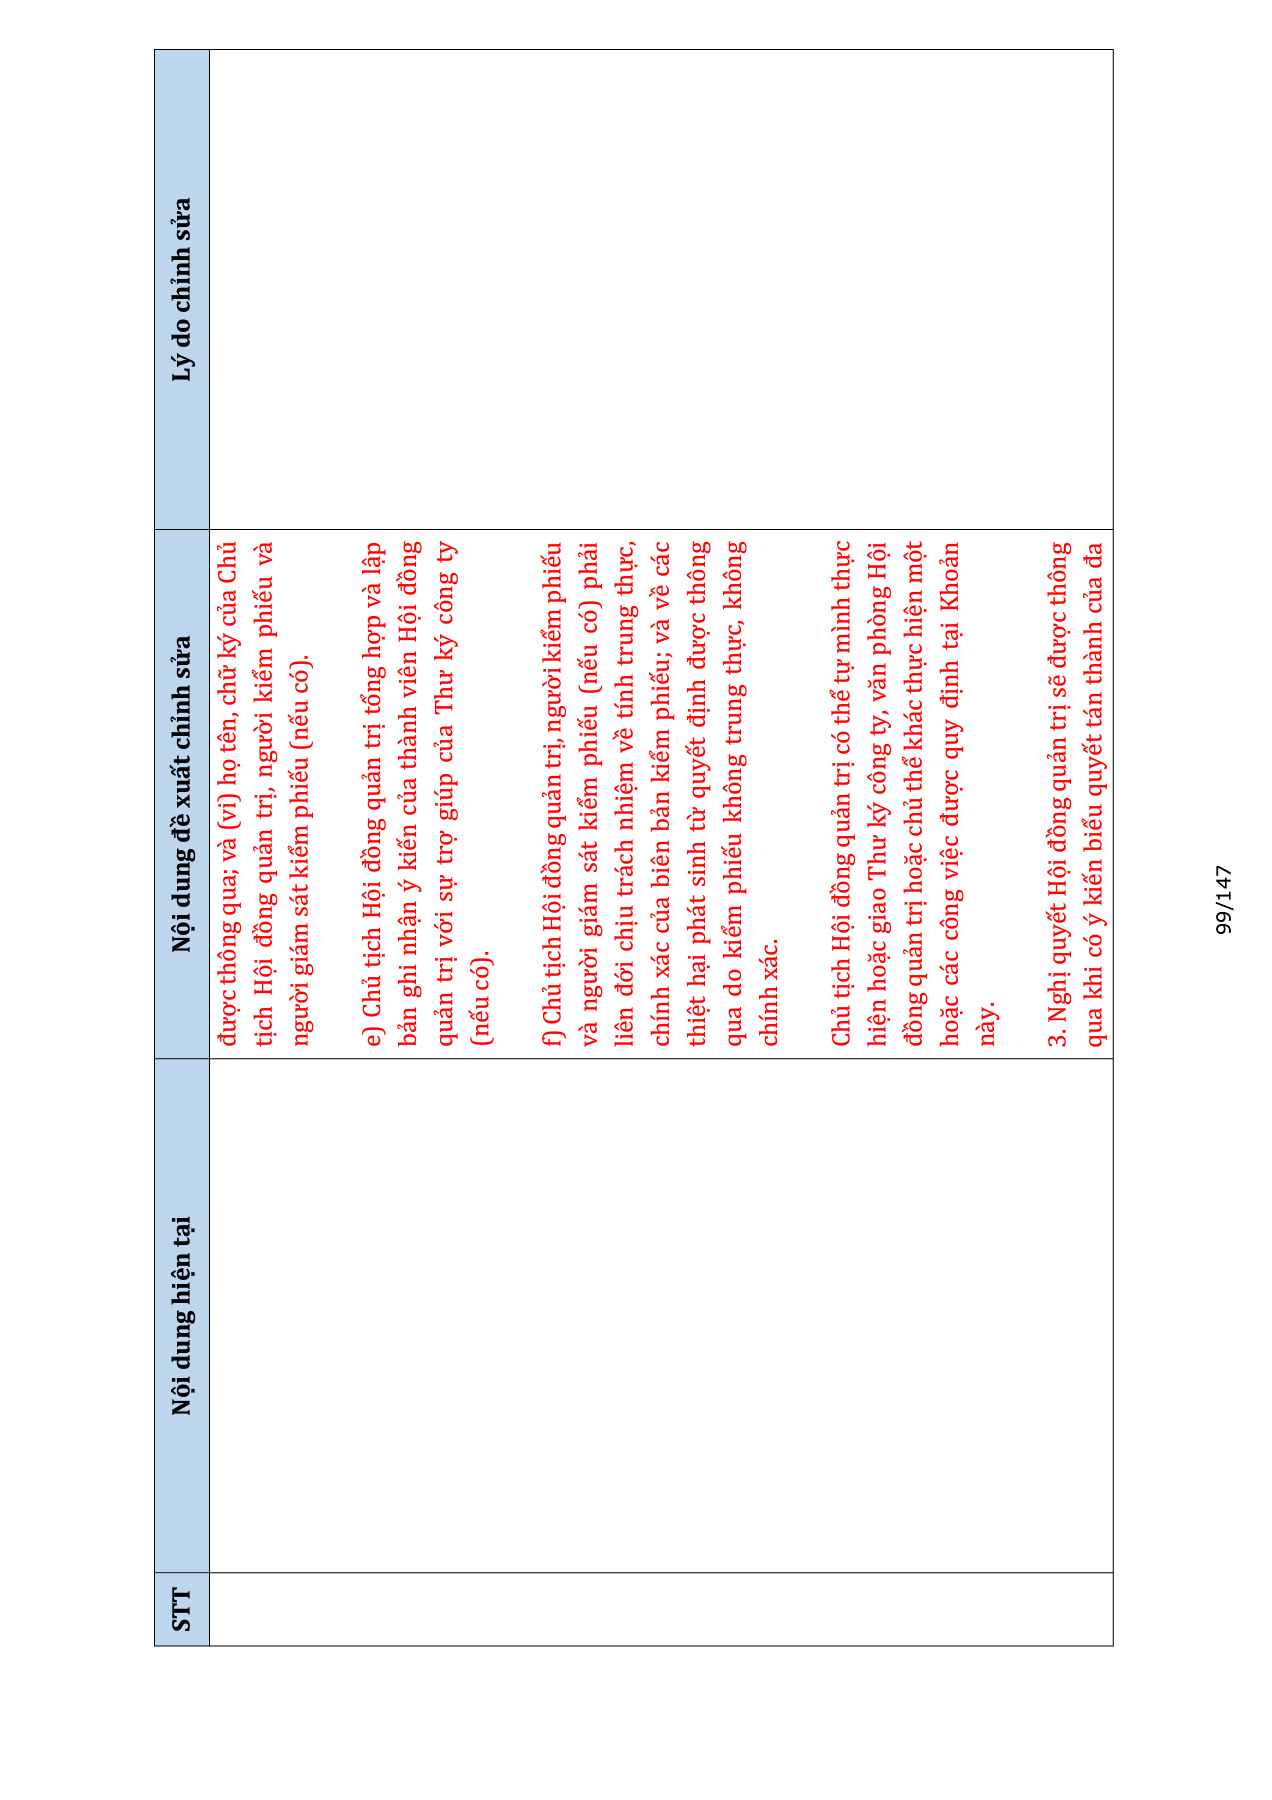 STT
Nội dung hiện tại
Nội dung đề xuất chỉnh sửa
Lý do chỉnh sửa
được thông qua; và (vi) họ tên, chữ ký của Chủ
tịch Hội đồng quản trị, người kiểm phiếu và
người giám sát kiểm phiếu (nếu có).
e) Chủ tịch Hội đồng quản trị tổng hợp và lập
bản ghi nhận ý kiến của thành viên Hội đồng
quản trị với sự trợ giúp của Thư ký công ty
(nếu có).
f) Chủ tịch Hội đồng quản trị, người kiểm phiếu
và người giám sát kiểm phiếu (nếu có) phải
liên đới chịu trách nhiệm về tính trung thực,
chính xác của biên bản kiểm phiếu; và về các
thiệt hại phát sinh từ quyết định được thông
qua do kiểm phiếu không trung thực, không
chính xác.
Chủ tịch Hội đồng quản trị có thể tự mình thực
hiện hoặc giao Thư ký công ty, văn phòng Hội
đồng quản trị hoặc chủ thể khác thực hiện một
hoặc các công việc được quy định tại Khoản
này.
3. Nghị quyết Hội đồng quản trị sẽ được thông
qua khi có ý kiến biểu quyết tán thành của đa
99/147